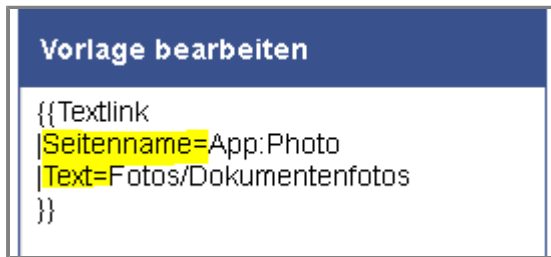 Vorlage bearbeiten
{{Textlink
|Seitenname=App:Photo
|Text=Fotos/Dokumentenfotos
}}